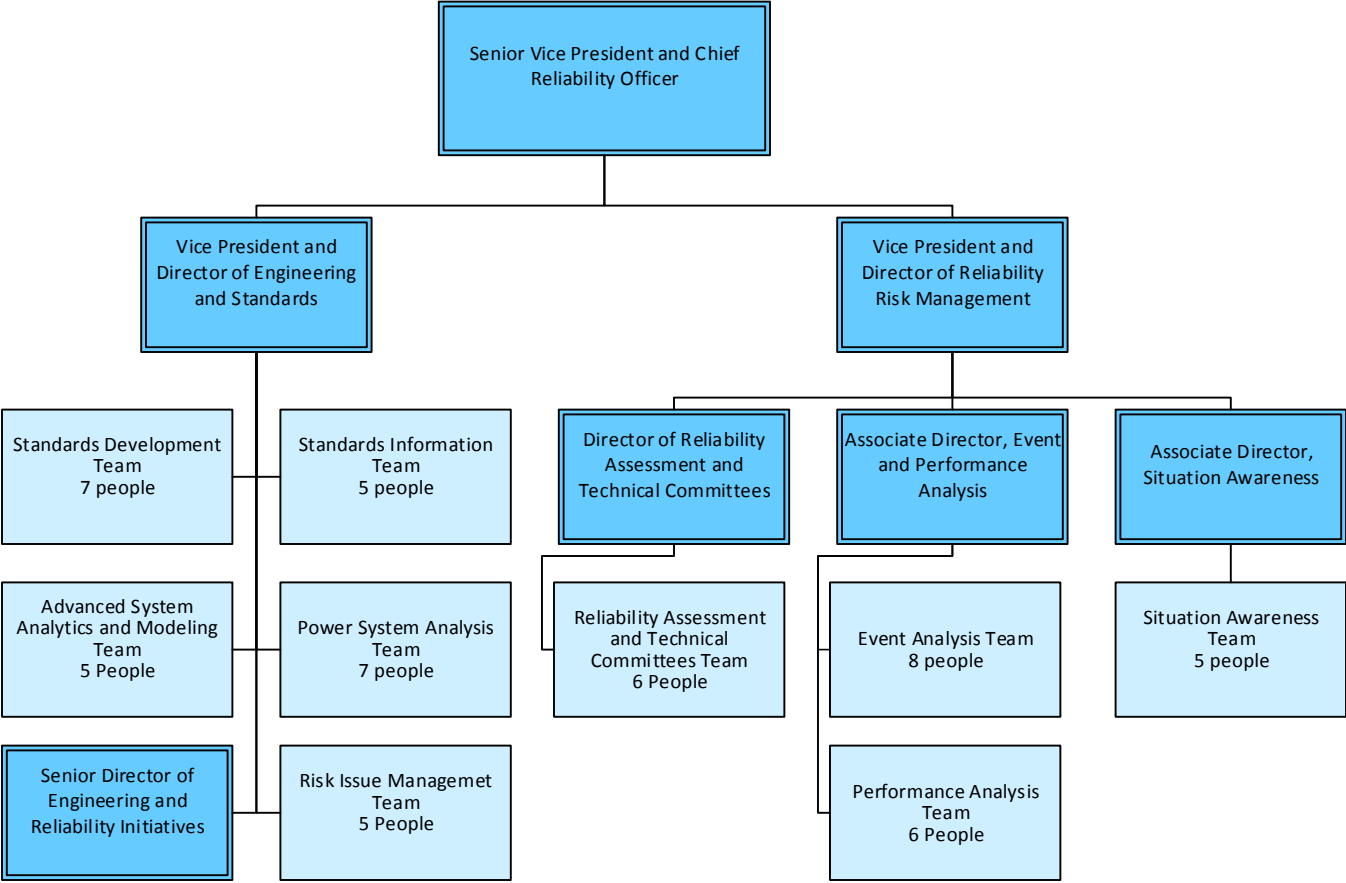 Senior Vice President and Chief
Reliability Officer
Vice President and
Director of Engineering
and Standards
Vice President and
Director of Reliability
Risk Management
Standards Development
Team
7 people
Standards Information
Team
5 people
Director of Reliability
Assessment and
Technical Committees
Associate Director, Event
and Performance
Analysis
Associate Director,
Situation Awareness
Advanced System
Analytics and Modeling
Team
5 People
Power System Analysis
Team
7 people
Reliability Assessment
and Technical
Committees Team
6 People
Event Analysis Team
8 people
Situation Awareness
Team
5 people
Senior Director of
Engineering and
Reliability Initiatives
Risk Issue Managemet
Team
5 People
Performance Analysis
Team
6 People